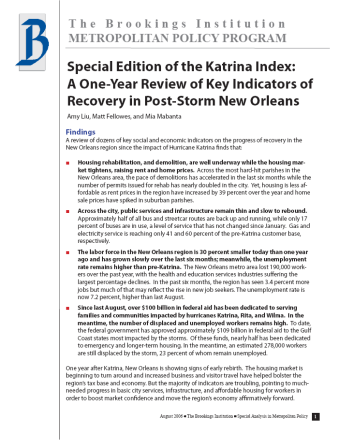 B
The Brookings Institution
METROPOLITAN POLICY PROGRAM
Special Edition of the Katrina Index:
A One-Year Review of Key Indicators of
Recovery in Post-Storm New Orleans
Amy Liu, Matt Fellowes, and Mia Mabanta
Findings
A review of dozens of key social and economic indicators on the progress of recovery in the
New Orleans region since the impact of Hurricane Katrina finds that:
■ Housing rehabilitation, and demolition, are well underway while the housing mar-
ket tightens, raising rent and home prices. Across the most hard-hit parishes in the
New Orleans area, the pace of demolitions has accelerated in the last six months while the
number of permits issued for rehab has nearly doubled in the city. Yet, housing is less af-
fordable as rent prices in the region have increased by 39 percent over the year and home
sale prices have spiked in suburban parishes.
■ Across the city, public services and infrastructure remain thin and slow to rebound.
Approximately half of all bus and streetcar routes are back up and running, while only 17
percent of buses are in use, a level of service that has not changed since January. Gas and
electricity service is reaching only 41 and 60 percent of the pre-Katrina customer base,
respectively.
■ The labor force in the New Orleans region is 30 percent smaller today than one year
ago and has grown slowly over the last six months; meanwhile, the unemployment
rate remains higher than pre-Katrina. The New Orleans metro area lost 190,000 work-
ers over the past year, with the health and education services industries suffering the
largest percentage declines. In the past six months, the region has seen 3.4 percent more
jobs but much of that may reflect the rise in new job seekers. The unemployment rate is
now 7.2 percent, higher than last August.
■ Since last August, over $100 billion in federal aid has been dedicated to serving
families and communities impacted by hurricanes Katrina, Rita, and Wilma. In the
meantime, the number of displaced and unemployed workers remains high. To date,
the federal government has approved approximately $109 billion in federal aid to the Gulf
Coast states most impacted by the storms. Of these funds, nearly half has been dedicated
to emergency and longer-term housing. In the meantime, an estimated 278,000 workers
are still displaced by the storm, 23 percent of whom remain unemployed.
One year after Katrina, New Orleans is showing signs of early rebirth. The housing market is
beginning to turn around and increased business and visitor travel have helped bolster the
region's tax base and economy. But the majority of indicators are troubling, pointing to much-
needed progress in basic city services, infrastructure, and affordable housing for workers in
order to boost market confidence and move the region's economy affirmatively forward.
August 2006 ■ The Brookings Institution ■ Special Analysis in Metropolitan Policy 1